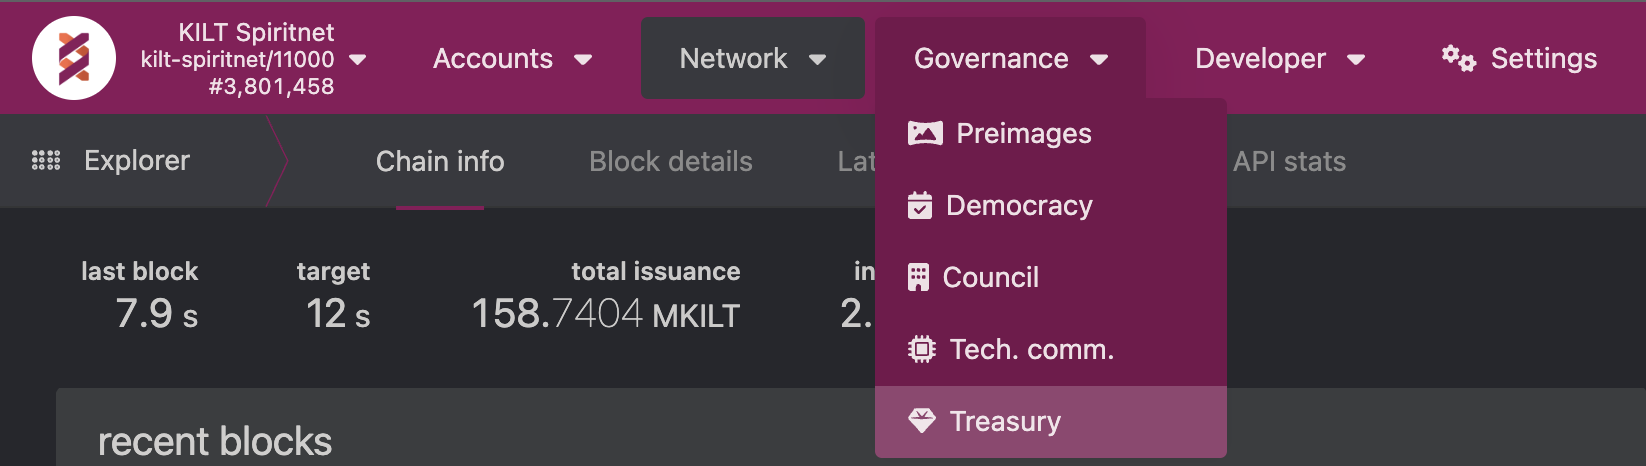 KILT Spiritnet
kilt-spiritnet/11000
#3,801,458
Accounts
Network
Governance
Developer
Settings
Explorer
Chain info
Block details
Lat
API stats
Preimages
Democracy
Council
Tech. comm.
Treasury
last block
7.9 s
target
12 s
total issuance
158.7404 MKILT
in
2.
recent blocks